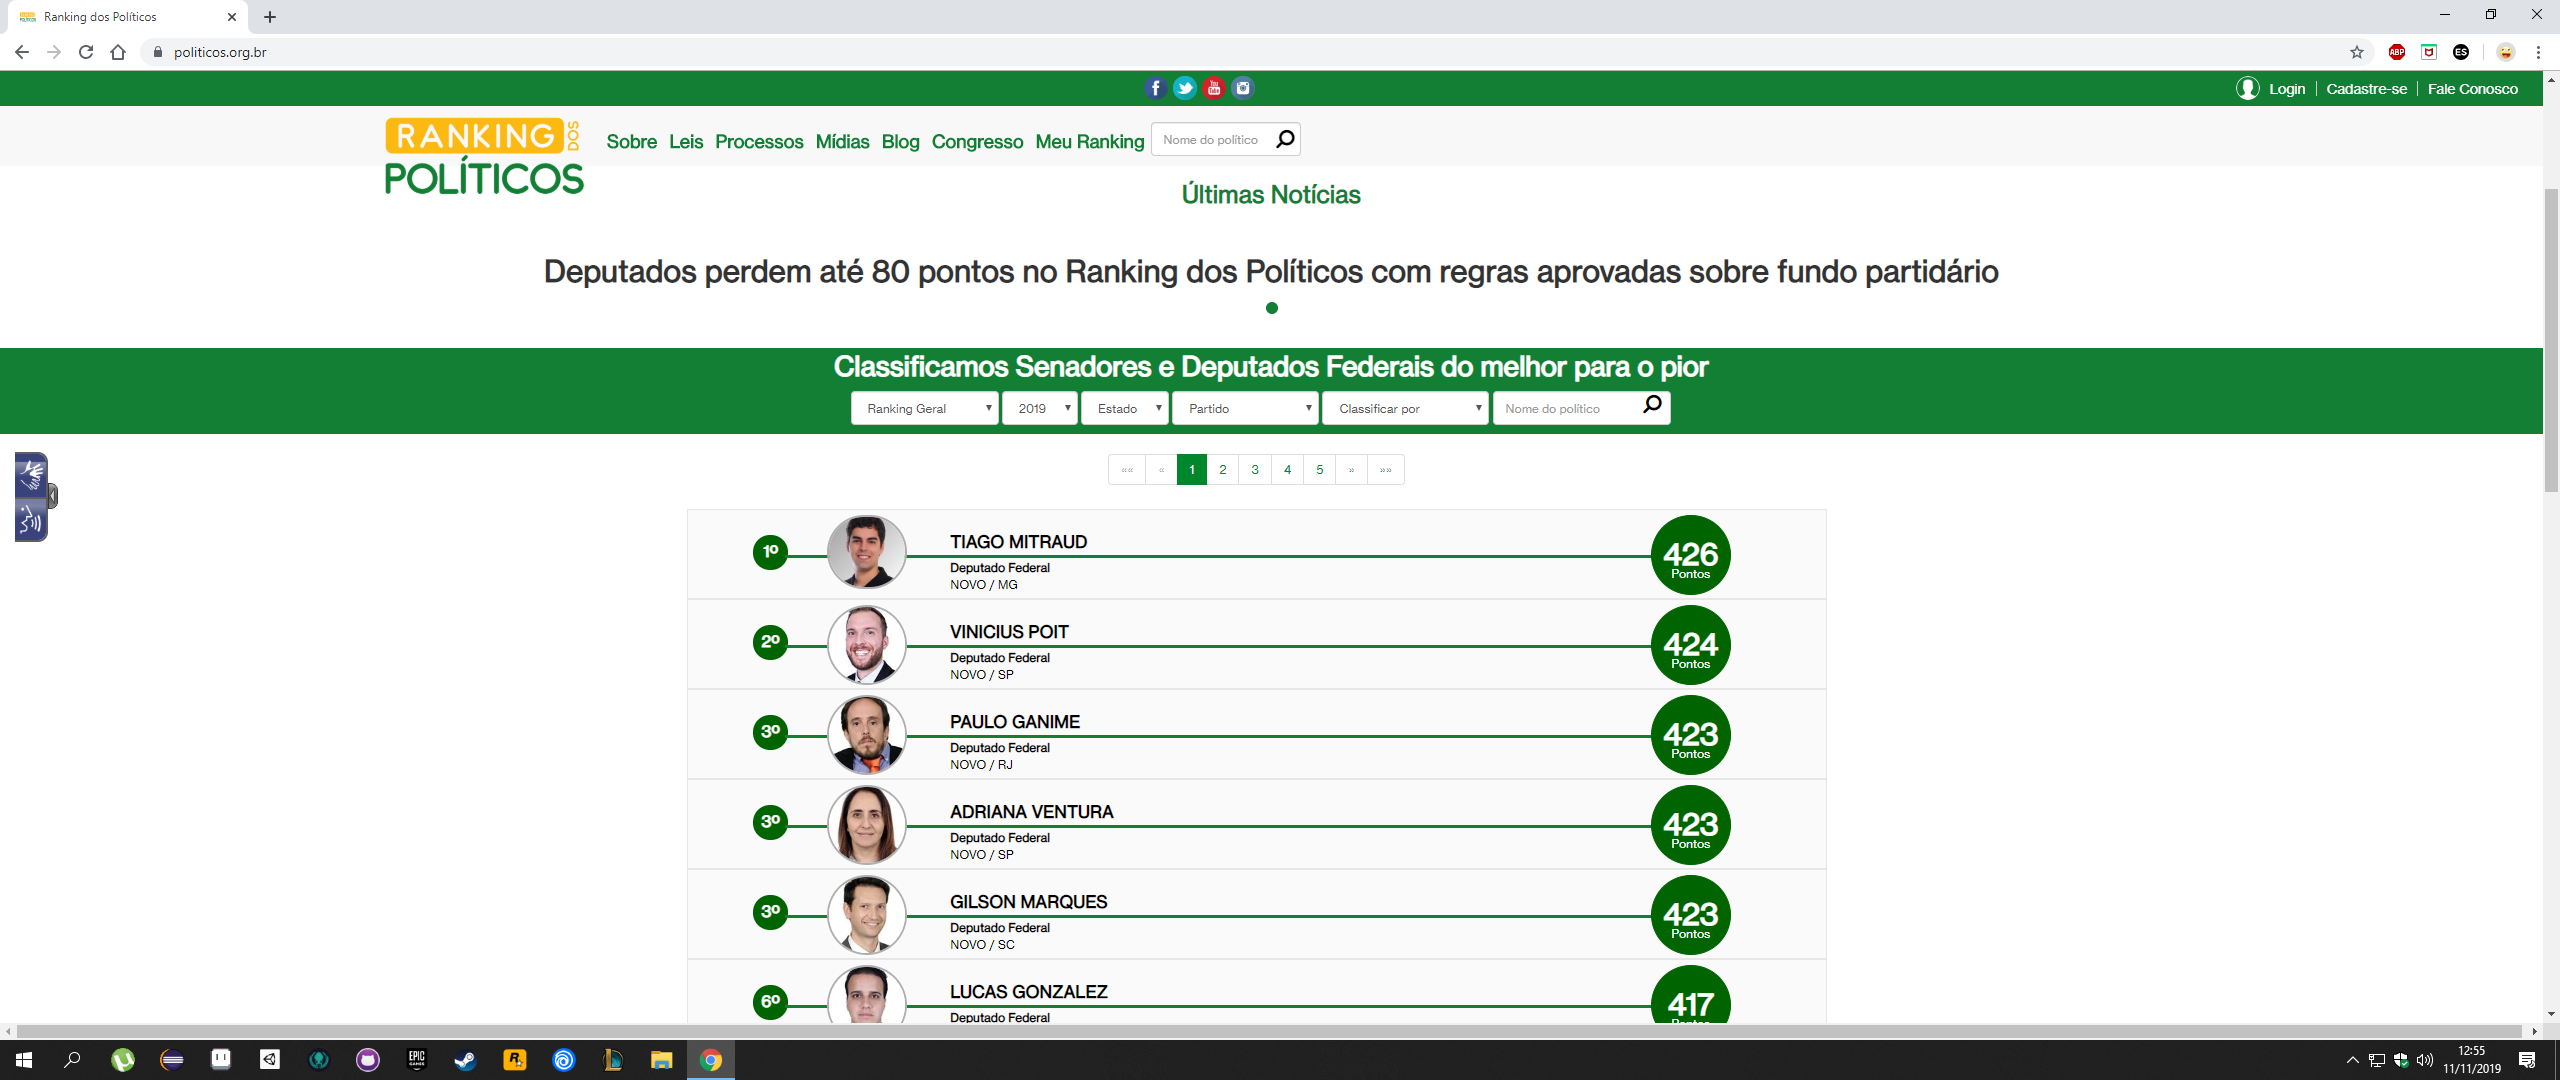 Ranking dos Políticos
politicos.org.br
ABP
ES
Login | Cadastre-se | Fale Conosco
RANKING DOS
POLÍTICOS
Sobre Leis Processos Mídias Blog Congresso Meu Ranking Nome do político
Últimas Notícias
Deputados perdem até 80 pontos no Ranking dos Políticos com regras aprovadas sobre fundo partidário
Classificamos Senadores e Deputados Federais do melhor para o pior
Ranking Geral 2019 Estado Partido Classificar por Nome do político
«« « 1 2 3 4 5 » »»
1º
TIAGO MITRAUD
Deputado Federal
NOVO / MG
426
Pontos
2º
VINICIUS POIT
Deputado Federal
NOVO / SP
424
Pontos
3º
PAULO GANIME
Deputado Federal
NOVO / RJ
423
Pontos
3º
ADRIANA VENTURA
Deputado Federal
NOVO / SP
423
Pontos
3º
GILSON MARQUES
Deputado Federal
NOVO / SC
423
Pontos
6º
LUCAS GONZALEZ
Deputado Federal
417
Pontos
EPIC GAMES
12:55
11/11/2019